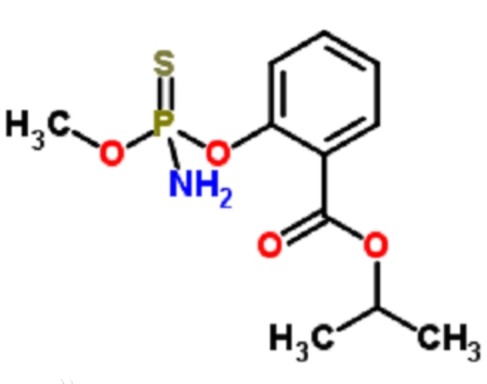 S
H₃C P
O O
NH₂
O O
H₃C CH₃